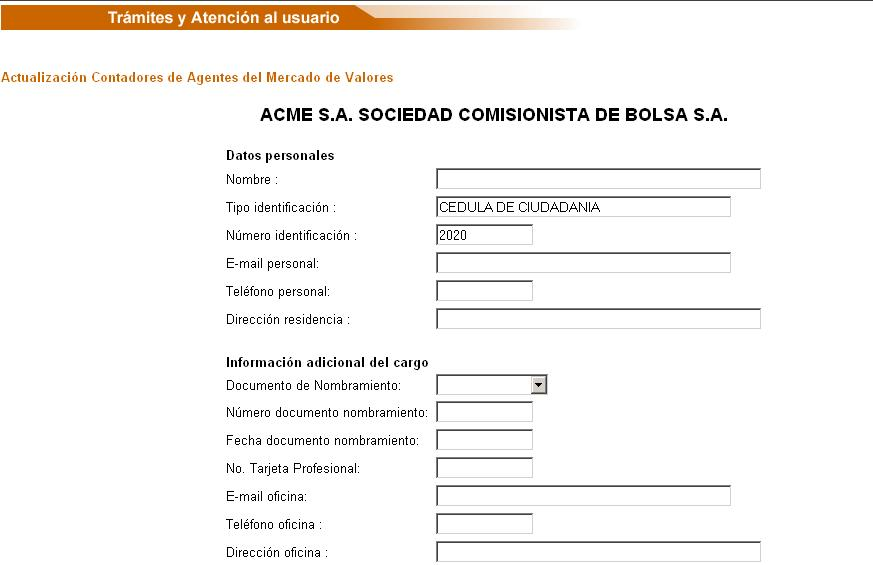 Trámites y Atención al usuario
Actualización Contadores de Agentes del Mercado de Valores
ACME S.A. SOCIEDAD COMISIONISTA DE BOLSA S.A.
Datos personales
Nombre :
Tipo identificación : CEDULA DE CIUDADANIA
Número identificación : 2020
E-mail personal:
Teléfono personal:
Dirección residencia :
Información adicional del cargo
Documento de Nombramiento:
Número documento nombramiento:
Fecha documento nombramiento:
No. Tarjeta Profesional:
E-mail oficina:
Teléfono oficina :
Dirección oficina :